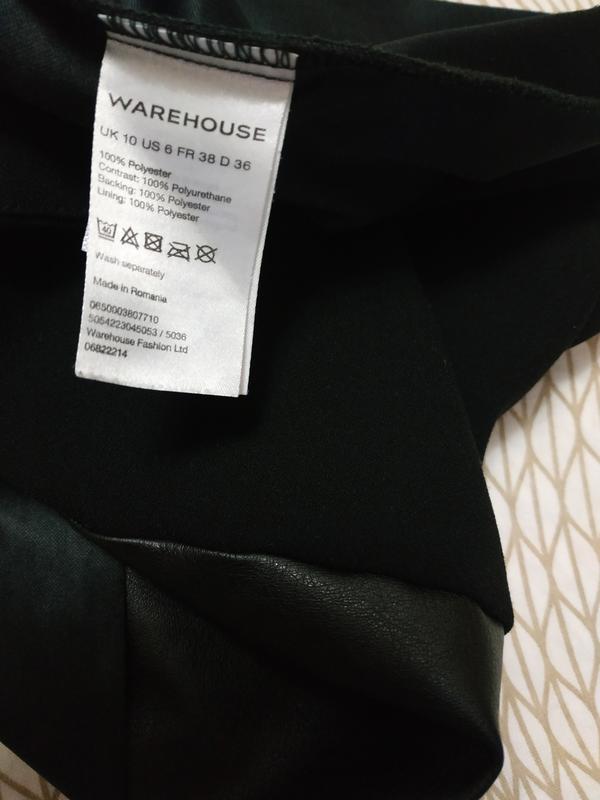 WAREHOUSE
UK 10 US 6 FR 38 D 36
100% Polyester
Contrast: 100% Polyurethane
Backing: 100% Polyester
Lining: 100% Polyester
40
Wash separately
Made in Romania
0650003807710
5054223045053 / 5036
Warehouse Fashion Ltd
06822214